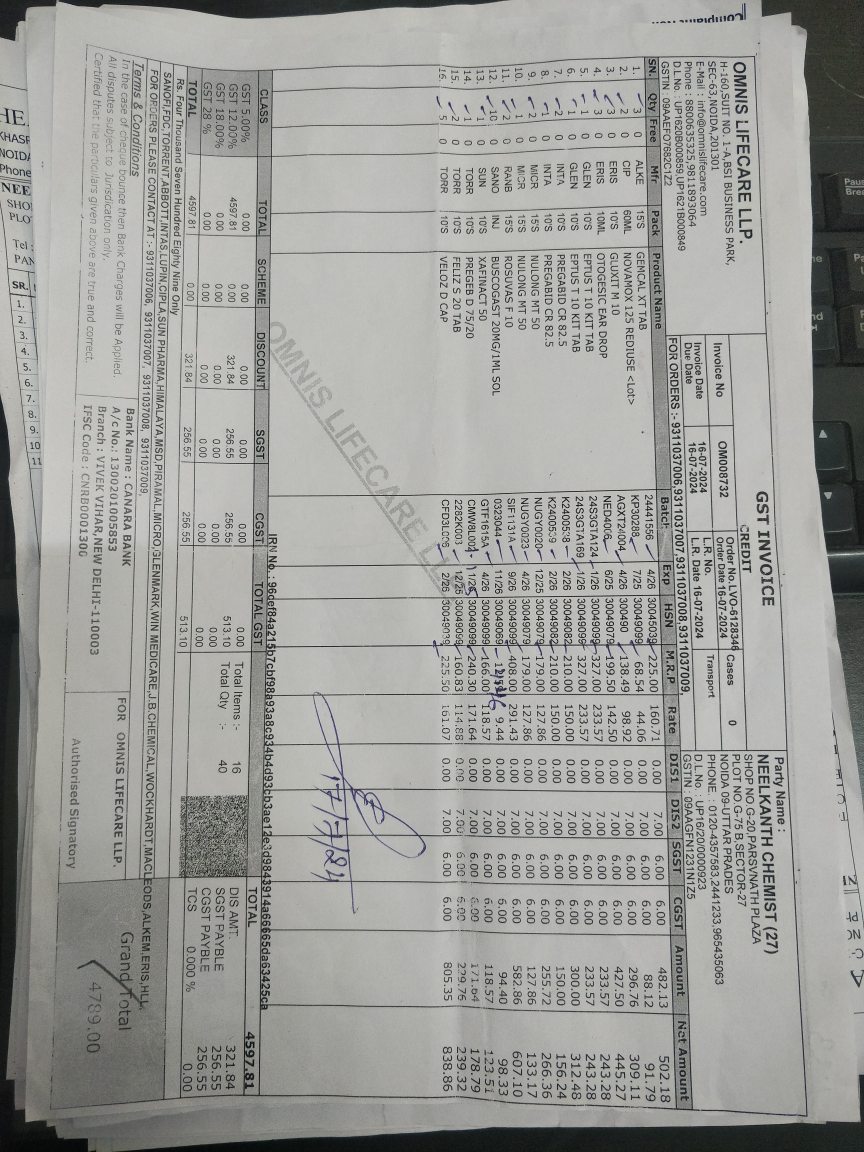 GST INVOICE
CREDIT
OMNIS LIFECARE LLP.
H-160,SUIT NO. 1-A,BSI BUSINESS PARK,
SEC-63,NOIDA,201301
E-Mail : info@omnislifecare.com
Phone : 8800635325,9811893064
D.L.No. : UP1620B000859,UP1621B000849
GSTIN : 09AAEFO7682C1Z2
Invoice No OM008732 Order No.LVO-6128346 Cases 0
Order Date 16-07-2024
Invoice Date 16-07-2024 L.R. No. Transport
Due Date 16-07-2024 L.R. Date 16-07-2024
FOR ORDERS :- 9311037006,9311037007,9311037008,9311037009,
Party Name :
NEELKANTH CHEMIST (27)
SHOP NO G-20,PARSVNATH PLAZA
PLOT NO G-75 B,SECTOR-27
NOIDA 09-UTTAR PRADES
PHONE : 0120-4357583,2441233,965435063
D.L.No. : UP16200000923
GSTIN : 09AAGFN1231N1Z5
SN. Qty Free Mfr Pack Product Name Batch Exp HSN M.R.P Rate DIS1 DIS2 SGST CGST Amount Net Amount
1. 3 0 ALKE 15'S GEMCAL XT TAB 24441556 4/26 30045039 225.00 160.71 0.00 7.00 6.00 6.00 482.13 502.18
2. 2 0 CIP 60ML NOVAMOX 125 REDIUSE <Lot> KP30288 7/25 30049099 68.54 44.06 0.00 7.00 6.00 6.00 88.12 91.79
3. 3 0 ERIS 10'S GLUXIT M 10 AGXT24004 4/26 300490 138.49 98.92 0.00 7.00 6.00 6.00 296.76 309.11
4. 3 0 ERIS 10ML OTOGESIC EAR DROP NED4006 6/25 30049079 199.50 142.50 0.00 7.00 6.00 6.00 427.50 445.27
5. 1 0 GLEN 10'S EPTUS T 10 KIT TAB 24S3GTA124 1/26 30049099 327.00 233.57 0.00 7.00 6.00 6.00 233.57 243.28
6. 1 0 GLEN 10'S EPTUS T 10 KIT TAB 24S3GTA169 1/26 30049099 327.00 233.57 0.00 7.00 6.00 6.00 233.57 243.28
7. 2 0 INTA 10'S PREGABID CR 82.5 K2400538 2/26 30049082 210.00 150.00 0.00 7.00 6.00 6.00 300.00 312.48
8. 1 0 INTA 10'S PREGABID CR 82.5 K2400539 2/26 30049082 210.00 150.00 0.00 7.00 6.00 6.00 150.00 156.24
9. 2 0 MICR 15'S NULONG MT 50 NUGY0020 12/25 30049079 179.00 127.86 0.00 7.00 6.00 6.00 255.72 266.36
10. 1 0 MICR 15'S NULONG MT 50 NUGY0023 4/26 30049079 179.00 127.86 0.00 7.00 6.00 6.00 127.86 133.17
11. 2 0 RANB 15'S ROSUVAS F 10 SIF1131A 9/26 30049099 408.00 291.43 0.00 7.00 6.00 6.00 582.86 607.10
12. 10 0 SANO INJ BUSCOGAST 20MG/1ML SOL 0323044 11/26 30049069 9.44 0.00 7.00 6.00 6.00 94.40 98.33
13. 1 0 SUN 10'S XAFINACT 50 GTF1615A 4/26 30049099 166.00 118.57 0.00 7.00 6.00 6.00 118.57 123.51
14. 1 0 TORR 10'S PREGEB D 75/20 11/25 30049099 240.30 171.64 0.00 7.00 6.00 6.00 171.64 178.79
15. 2 0 TORR 10'S FELIZ S 20 TAB 2282K003 12/25 30049099 160.83 114.88 0.00 7.00 6.00 6.00 229.76 239.32
16. 5 0 TORR 10'S VELOZ D CAP CFD3L006 2/26 30049039 225.50 161.07 0.00 7.00 6.00 6.00 805.35 838.86
OMNIS LIFECARE LL
17/7/24
IRN No. : 96def84a215b7cbf98a93a8c934b4d93cb3aa12e3d9843914a66665da63425ca
CLASS TOTAL SCHEME DISCOUNT SGST CGST TOTAL GST
GST 5.00% 0.00 0.00 0.00 0.00 0.00 0.00
GST 12.00% 4597.81 0.00 321.84 256.55 256.55 513.10
GST 18.00% 0.00 0.00 0.00 0.00 0.00 0.00
GST 28 % 0.00 0.00 0.00 0.00 0.00 0.00
TOTAL 4597.81 0.00 321.84 256.55 256.55 513.10
Total Items :- 16
Total Qty :- 40
TOTAL 4597.81
DIS AMT. 321.84
SGST PAYBLE 256.55
CGST PAYBLE 256.55
TCS 0.000 % 0.00
Rs. Four Thousand Seven Hundred Eighty Nine Only
SANOFI,FDC,TORRENT,ABBOTT,INTAS,LUPIN,CIPLA,SUN PHARMA,HIMALAYA,MSD,PIRAMAL,MICRO,GLENMARK,WIN MEDICARE,J.B.CHEMICAL,WOCKHARDT,MACLEODS,ALKEM,ERIS,HLL
FOR ORDERS PLEASE CONTACT AT :- 9311037006, 9311037007, 9311037008, 9311037009,
Grand Total 4789.00
Terms & Conditions
In the case of cheque bounce then Bank Charges will be Applied.
All disputes subject to Jurisdication only.
Certified that the particulars given above are true and correct.
Bank Name : CANARA BANK
A/c No.: 130020100​5853
Branch : VIVEK VIHAR,NEW DELHI-110003
IFSC Code : CNRB0001300
FOR OMNIS LIFECARE LLP.
Authorised Signatory